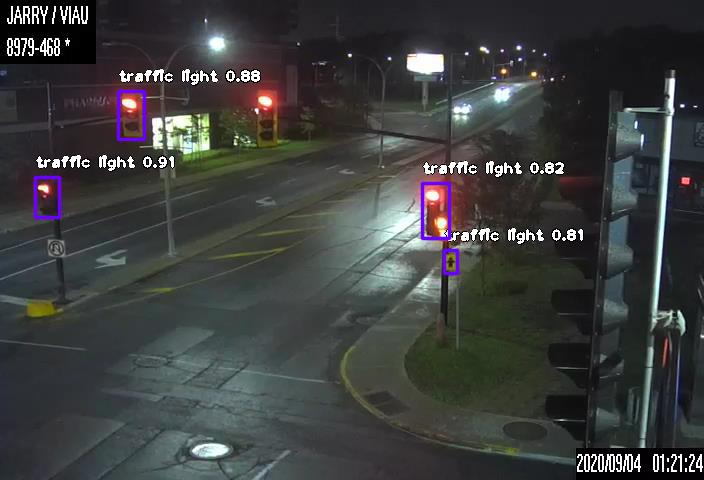 JARRY / VIAU
8979-468 *
traffic light 0.88
traffic light 0.91
traffic light 0.82
traffic light 0.81
2020/09/04 01:21:24